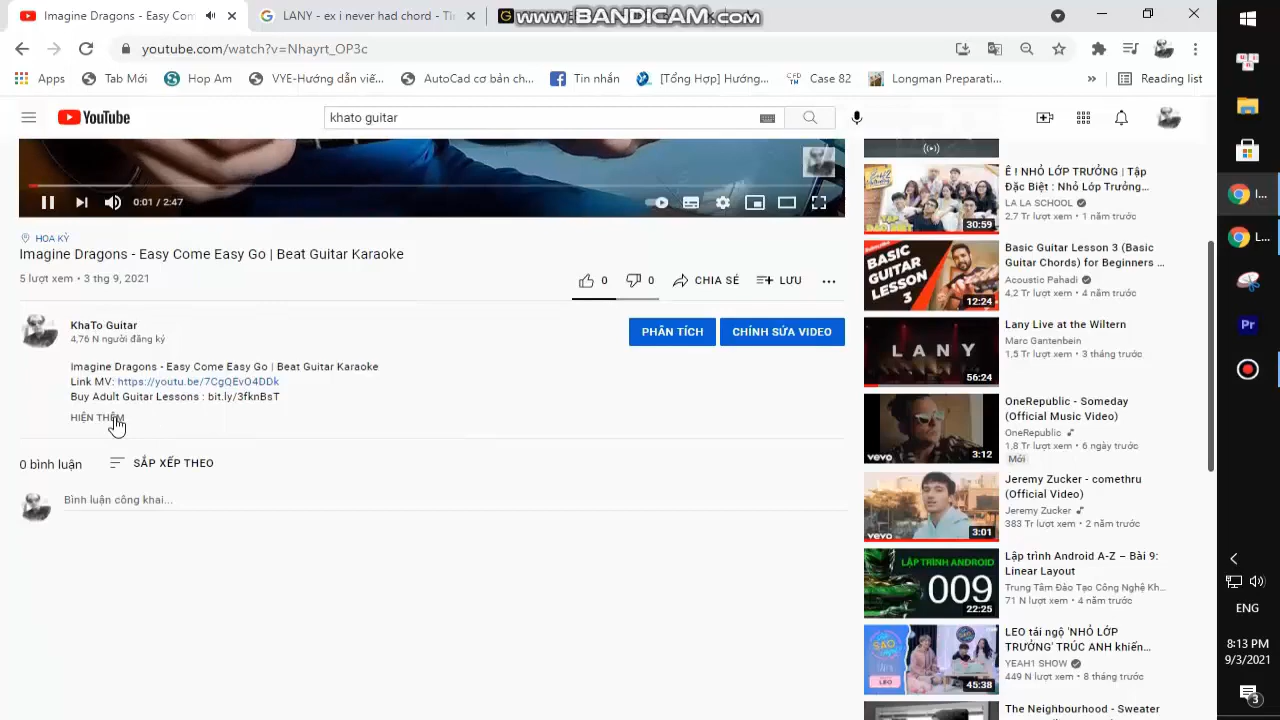 Imagine Dragons - Easy Com
LANY - ex i never had chord - Ti
www.BANDICAM.com
youtube.com/watch?v=Nhayrt_OP3c
Apps
Tab Mới
Hop Am
VYE-Hướng dẫn viế...
AutoCad cơ bản ch...
Tin nhắn
[Tổng Hợp] Hướng...
Case 82
Longman Preparati...
»
Reading list
YouTube
khato guitar
0:01 / 2:47
HOA KỲ
Imagine Dragons - Easy Come Easy Go | Beat Guitar Karaoke
5 lượt xem • 3 thg 9, 2021
0
0
CHIA SẺ
LƯU
KhaTo Guitar
4,76 N người đăng ký
PHÂN TÍCH
CHỈNH SỬA VIDEO
Imagine Dragons - Easy Come Easy Go | Beat Guitar Karaoke
Link MV: https://youtu.be/7CgQEvO4DDk
Buy Adult Guitar Lessons : bit.ly/3fknBsT
HIỆN THÊM
0 bình luận
SẮP XẾP THEO
Bình luận công khai...
30:59
Ê ! NHỎ LỚP TRƯỞNG | Tập
Đặc Biệt : Nhỏ Lớp Trưởng...
LA LA SCHOOL
2,7 Tr lượt xem • 1 năm trước
BASIC
GUITAR
LESSON
3
12:24
Basic Guitar Lesson 3 (Basic
Guitar Chords) for Beginners ...
Acoustic Pahadi
4,2 Tr lượt xem • 4 năm trước
LANY
56:24
Lany Live at the Wiltern
Marc Gantenbein
1,5 Tr lượt xem • 3 tháng trước
vevo
3:12
OneRepublic - Someday
(Official Music Video)
OneRepublic
1,8 Tr lượt xem • 6 ngày trước
Mới
vevo
3:01
Jeremy Zucker - comethru
(Official Video)
Jeremy Zucker
383 Tr lượt xem • 2 năm trước
LẬP TRÌNH ANDROID
009
22:25
Lập trình Android A-Z – Bài 9:
Linear Layout
Trung Tâm Đào Tạo Công Nghệ Kh...
71 N lượt xem • 4 năm trước
SAO
LEO
45:38
LEO tái ngộ 'NHỎ LỚP
TRƯỞNG' TRÚC ANH khiến...
YEAH1 SHOW
449 N lượt xem • 8 tháng trước
The Neighbourhood - Sweater
I...
L...
Pr
ENG
8:13 PM
9/3/2021
3